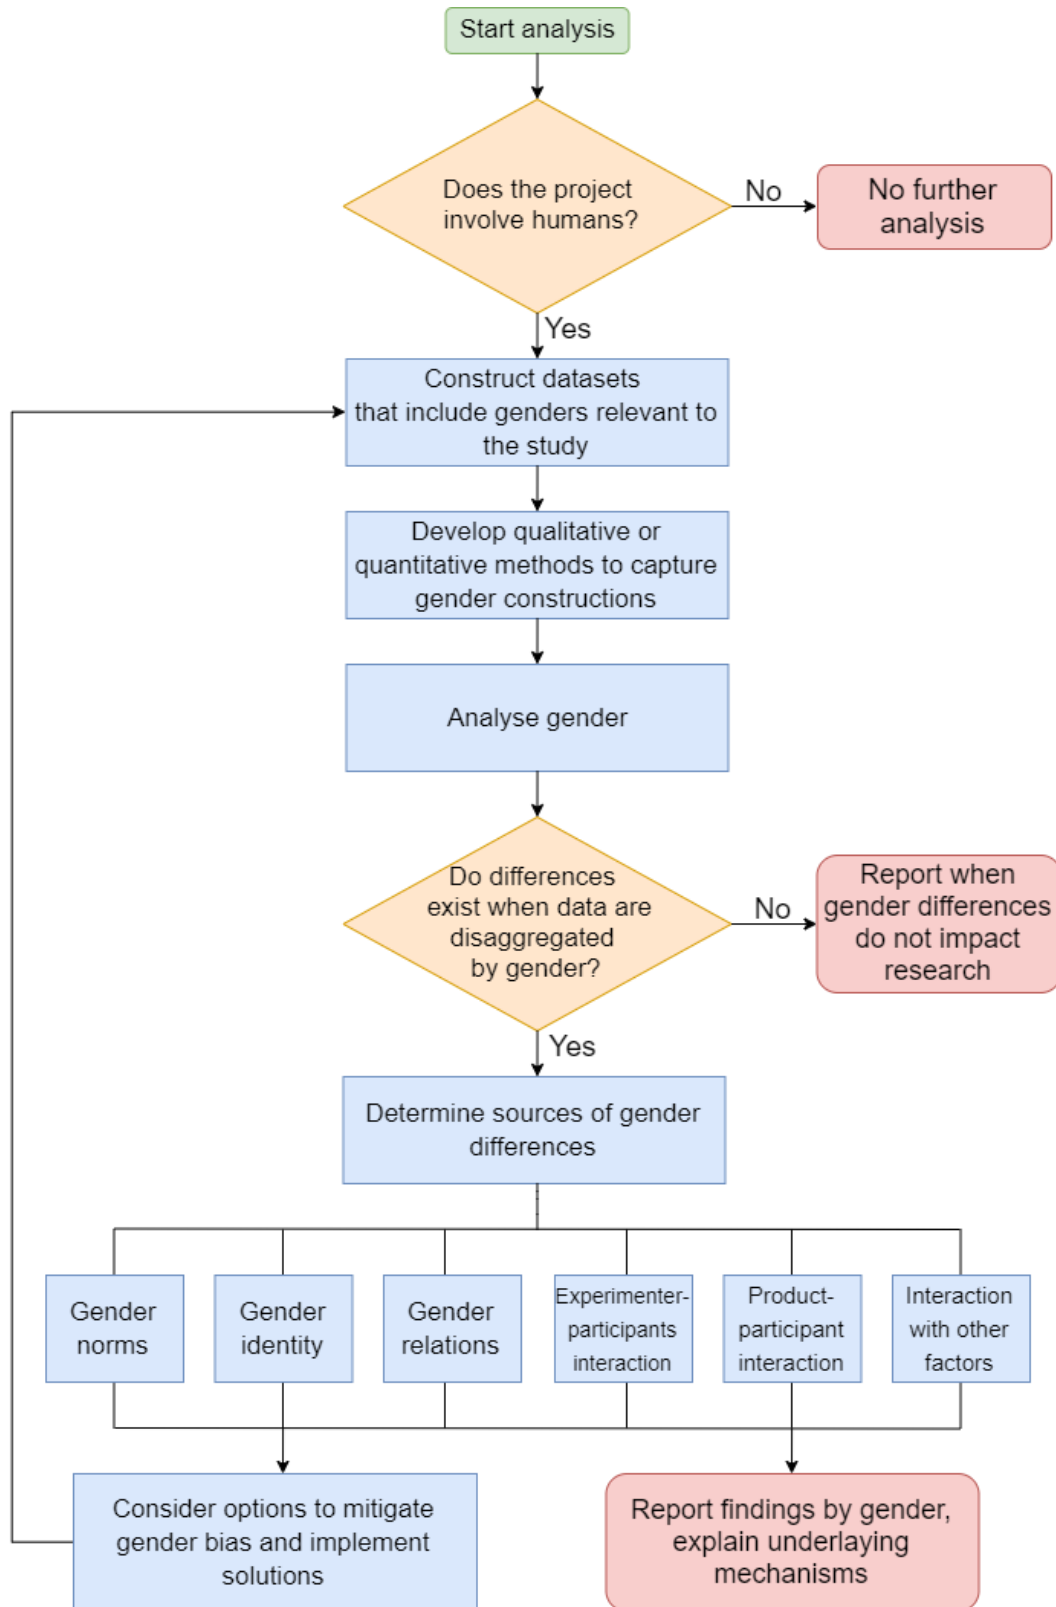 Start analysis
Does the project
involve humans?
No
No further
analysis
Yes
Construct datasets
that include genders relevant to
the study
Develop qualitative or
quantitative methods to capture
gender constructions
Analyse gender
Do differences
exist when data are
disaggregated
by gender?
No
Report when
gender differences
do not impact
research
Yes
Determine sources of gender
differences
Gender
norms
Gender
identity
Gender
relations
Experimenter-
participants
interaction
Product-
participant
interaction
Interaction
with other
factors
Consider options to mitigate
gender bias and implement
solutions
Report findings by gender,
explain underlaying
mechanisms